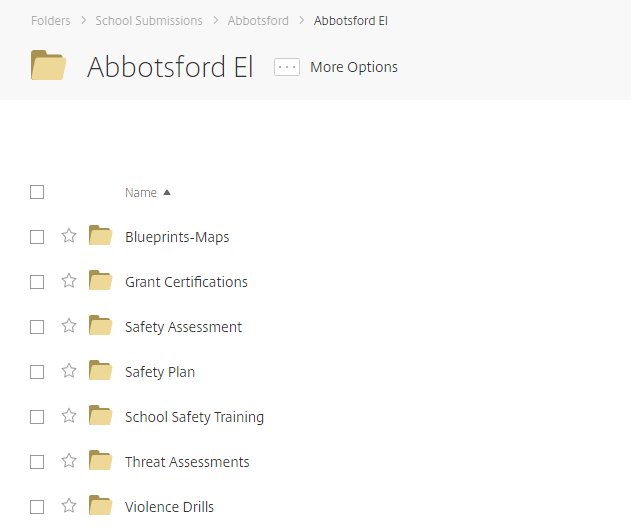 Folders > School Submissions > Abbotsford > Abbotsford El
Abbotsford El ··· More Options
Name ▲
Blueprints-Maps
Grant Certifications
Safety Assessment
Safety Plan
School Safety Training
Threat Assessments
Violence Drills